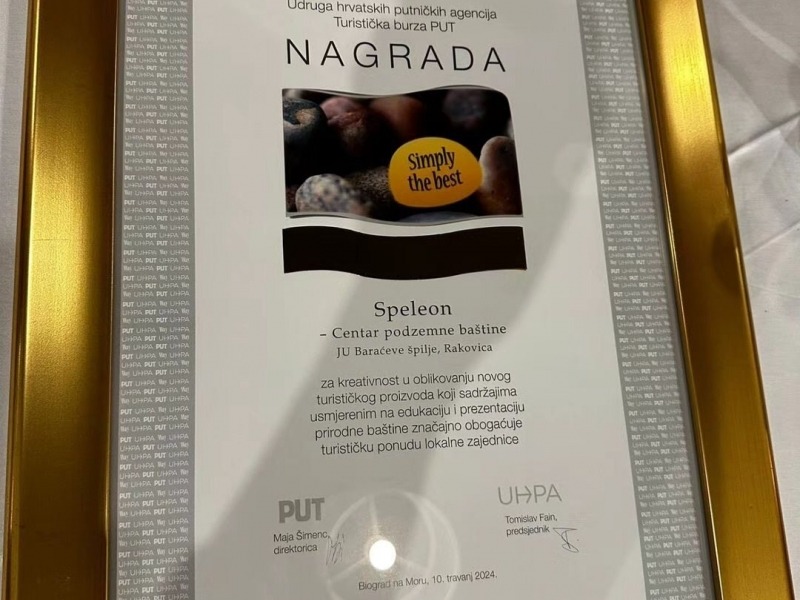 Udruga hrvatskih putničkih agencija
Turistička burza PUT
NAGRADA
Simply
the best
Speleon
– Centar podzemne baštine
JU Baraćeve špilje, Rakovica
za kreativnost u oblikovanju novog
turističkog proizvoda koji sadržajima
usmjerenim na edukaciju i prezentaciju
prirodne baštine značajno obogaćuje
turističku ponudu lokalne zajednice
PUT
Maja Šimenc,
direktorica
UHPA
Tomislav Fain,
predsjednik
Biograd na Moru, 10. travanj 2024.